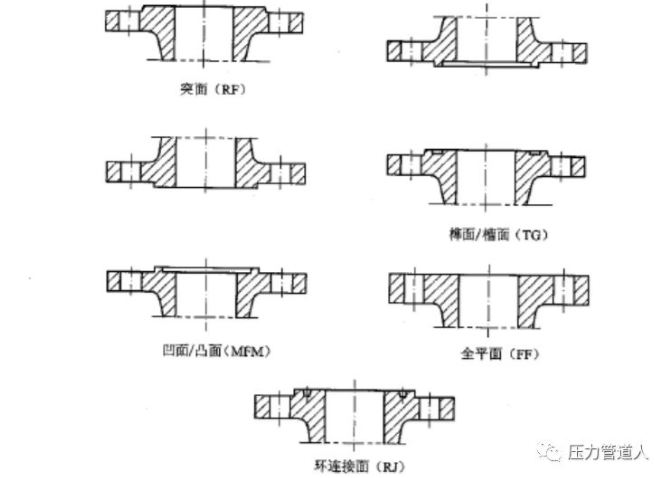 突面(RF)
榫面/槽面(TG)
凹面/凸面(MFM)
全平面(FF)
环连接面(RJ)
压力管道人